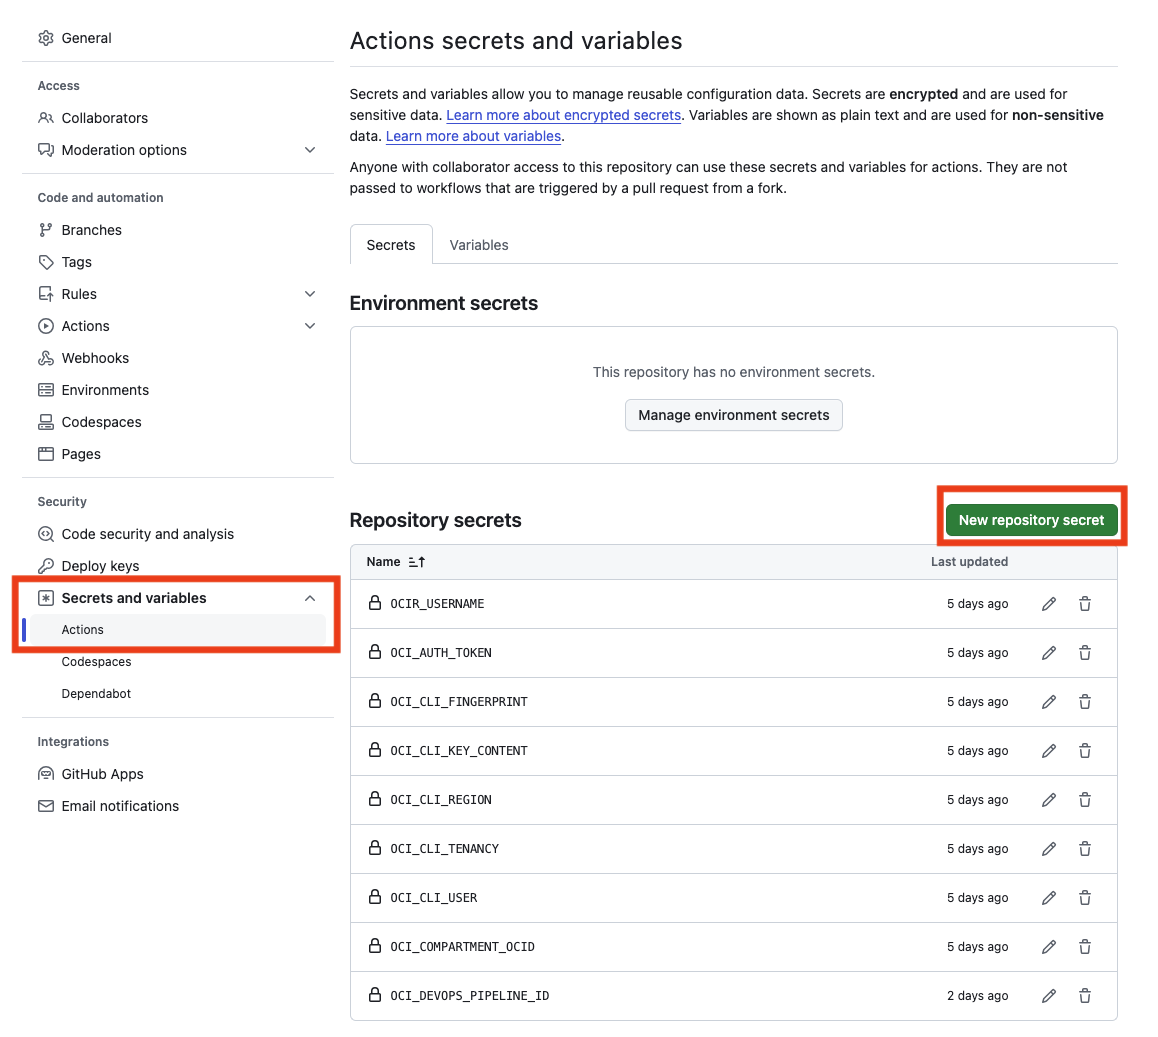 General
Access
Collaborators
Moderation options
Code and automation
Branches
Tags
Rules
Actions
Webhooks
Environments
Codespaces
Pages
Security
Code security and analysis
Deploy keys
Secrets and variables
Actions
Codespaces
Dependabot
Integrations
GitHub Apps
Email notifications
Actions secrets and variables
Secrets and variables allow you to manage reusable configuration data. Secrets are encrypted and are used for
sensitive data. Learn more about encrypted secrets. Variables are shown as plain text and are used for non-sensitive
data. Learn more about variables.
Anyone with collaborator access to this repository can use these secrets and variables for actions. They are not
passed to workflows that are triggered by a pull request from a fork.
Secrets Variables
Environment secrets
This repository has no environment secrets.
Manage environment secrets
Repository secrets New repository secret
Name Last updated
OCIR_USERNAME 5 days ago
OCI_AUTH_TOKEN 5 days ago
OCI_CLI_FINGERPRINT 5 days ago
OCI_CLI_KEY_CONTENT 5 days ago
OCI_CLI_REGION 5 days ago
OCI_CLI_TENANCY 5 days ago
OCI_CLI_USER 5 days ago
OCI_COMPARTMENT_OCID 5 days ago
OCI_DEVOPS_PIPELINE_ID 2 days ago